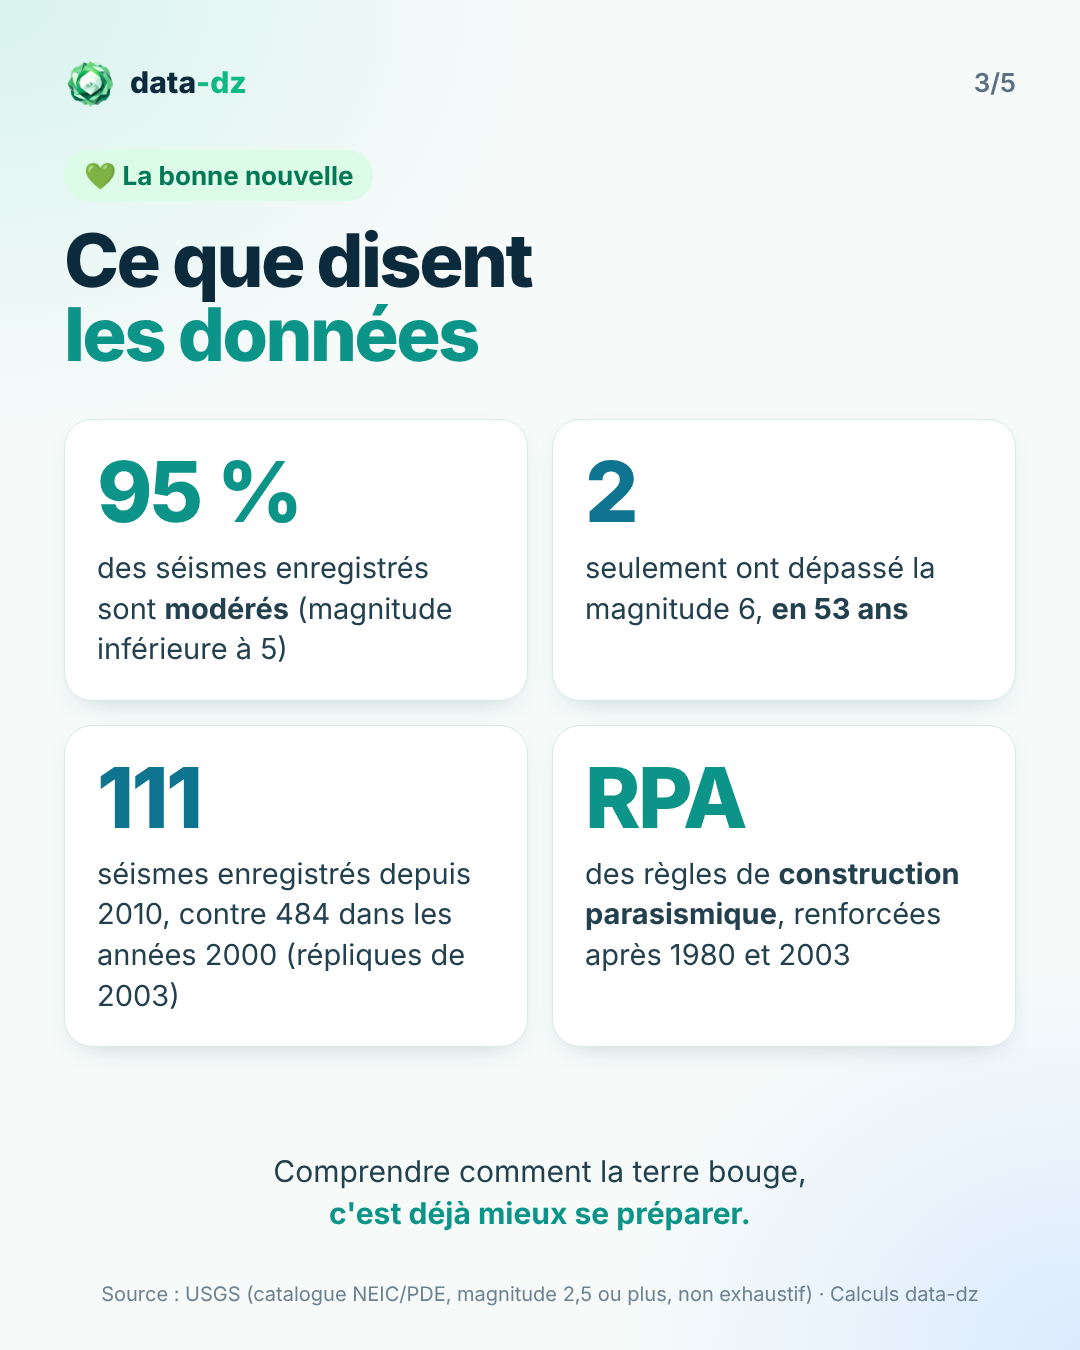 data-dz
3/5
💚 La bonne nouvelle
Ce que disent
les données
95 %
des séismes enregistrés
sont modérés (magnitude
inférieure à 5)
2
seulement ont dépassé la
magnitude 6, en 53 ans
111
séismes enregistrés depuis
2010, contre 484 dans les
années 2000 (répliques de
2003)
RPA
des règles de construction
parasismique, renforcées
après 1980 et 2003
Comprendre comment la terre bouge,
c'est déjà mieux se préparer.
Source : USGS (catalogue NEIC/PDE, magnitude 2,5 ou plus, non exhaustif) · Calculs data-dz